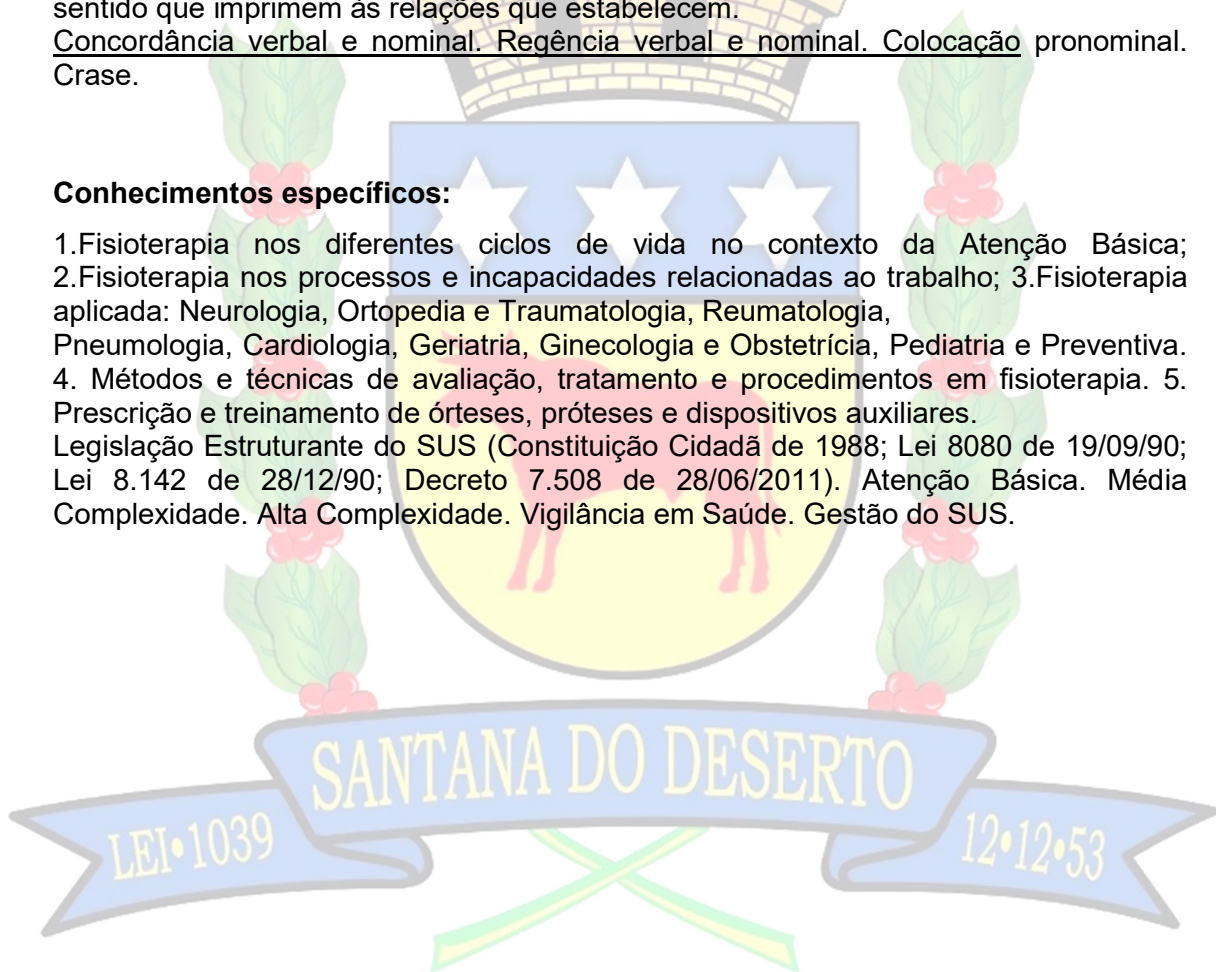 sentido que imprimem às relações que estabelecem.
Concordância verbal e nominal. Regência verbal e nominal. Colocação pronominal.
Crase.
Conhecimentos específicos:
1.Fisioterapia nos diferentes ciclos de vida no contexto da Atenção Básica;
2.Fisioterapia nos processos e incapacidades relacionadas ao trabalho; 3.Fisioterapia
aplicada: Neurologia, Ortopedia e Traumatologia, Reumatologia,
Pneumologia, Cardiologia, Geriatria, Ginecologia e Obstetrícia, Pediatria e Preventiva.
4. Métodos e técnicas de avaliação, tratamento e procedimentos em fisioterapia. 5.
Prescrição e treinamento de órteses, próteses e dispositivos auxiliares.
Legislação Estruturante do SUS (Constituição Cidadã de 1988; Lei 8080 de 19/09/90;
Lei 8.142 de 28/12/90; Decreto 7.508 de 28/06/2011). Atenção Básica. Média
Complexidade. Alta Complexidade. Vigilância em Saúde. Gestão do SUS.
SANTANA DO DESERTO
LEI•1039
12•12•53